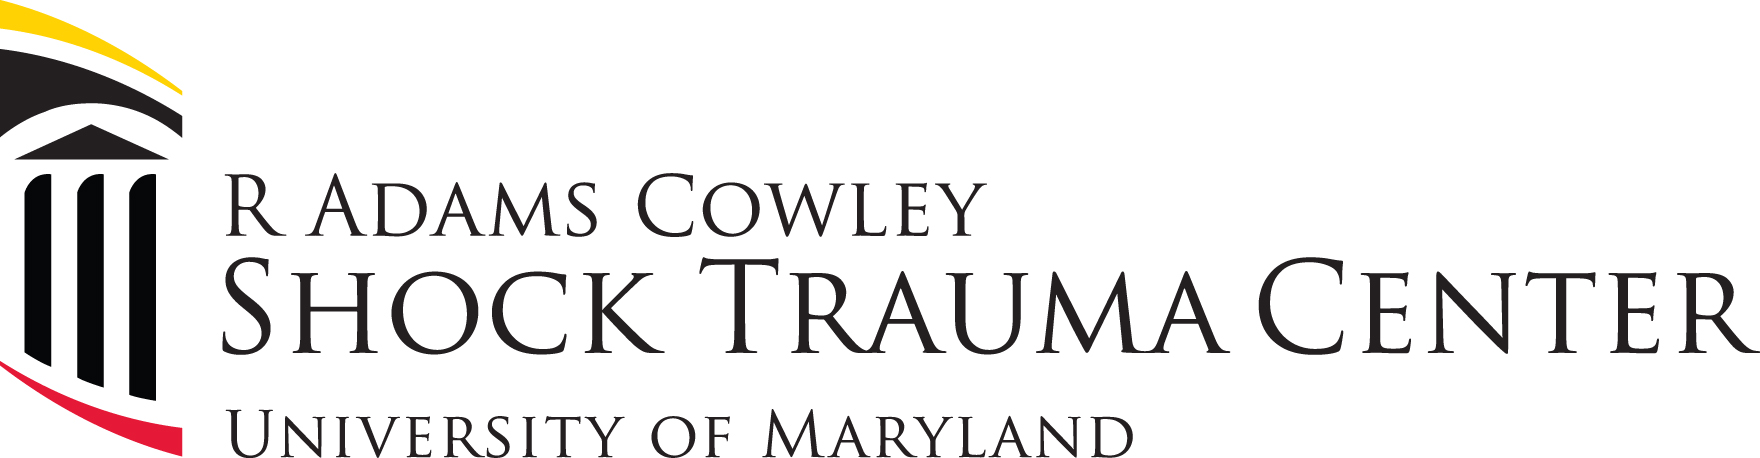 R ADAMS COWLEY
SHOCK TRAUMA CENTER
UNIVERSITY OF MARYLAND